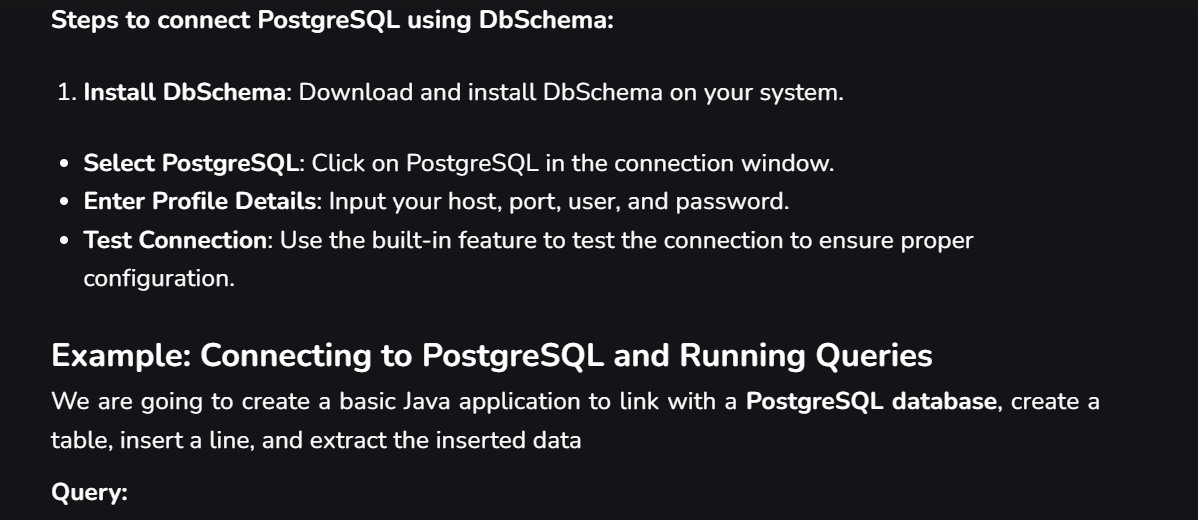 Steps to connect PostgreSQL using DbSchema:
1. Install DbSchema: Download and install DbSchema on your system.
• Select PostgreSQL: Click on PostgreSQL in the connection window.
• Enter Profile Details: Input your host, port, user, and password.
• Test Connection: Use the built-in feature to test the connection to ensure proper
configuration.
Example: Connecting to PostgreSQL and Running Queries
We are going to create a basic Java application to link with a PostgreSQL database, create a
table, insert a line, and extract the inserted data
Query: